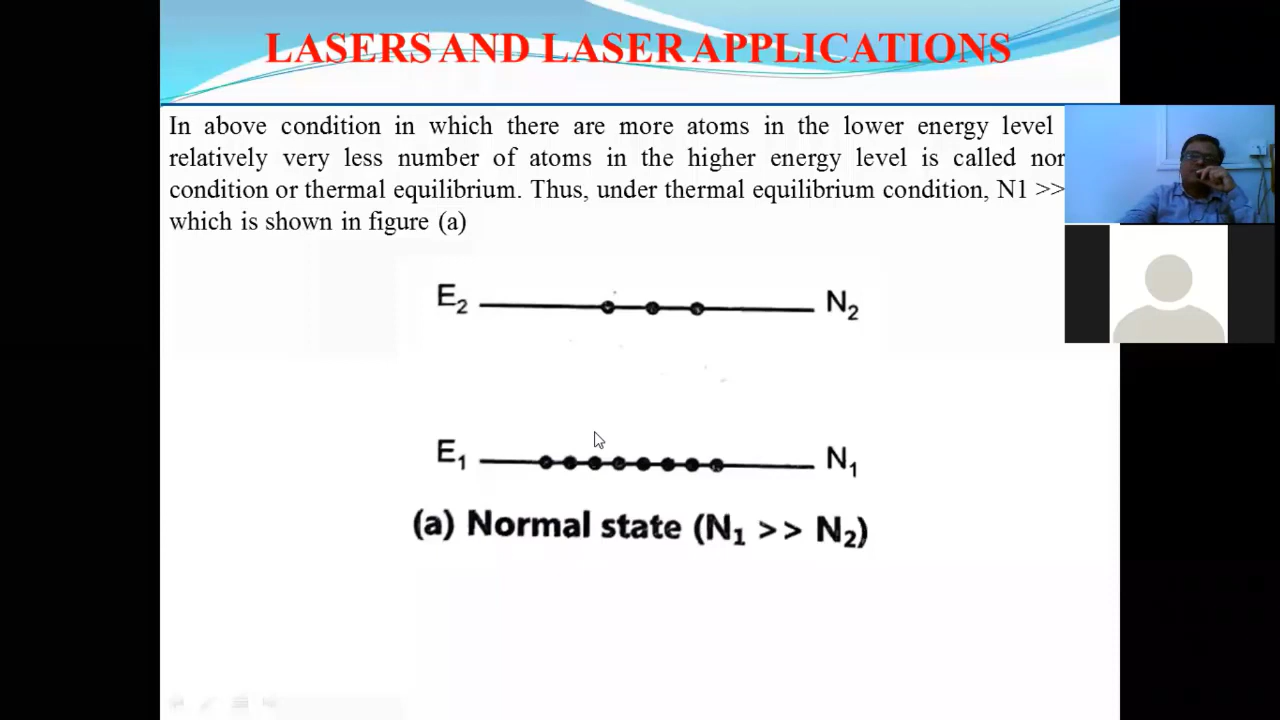 LASERS AND LASER APPLICATIONS
In above condition in which there are more atoms in the lower energy level
relatively very less number of atoms in the higher energy level is called nor
condition or thermal equilibrium. Thus, under thermal equilibrium condition, N1 >>
which is shown in figure (a)
E₂ N₂
E₁ N₁
(a) Normal state (N₁ >> N₂)